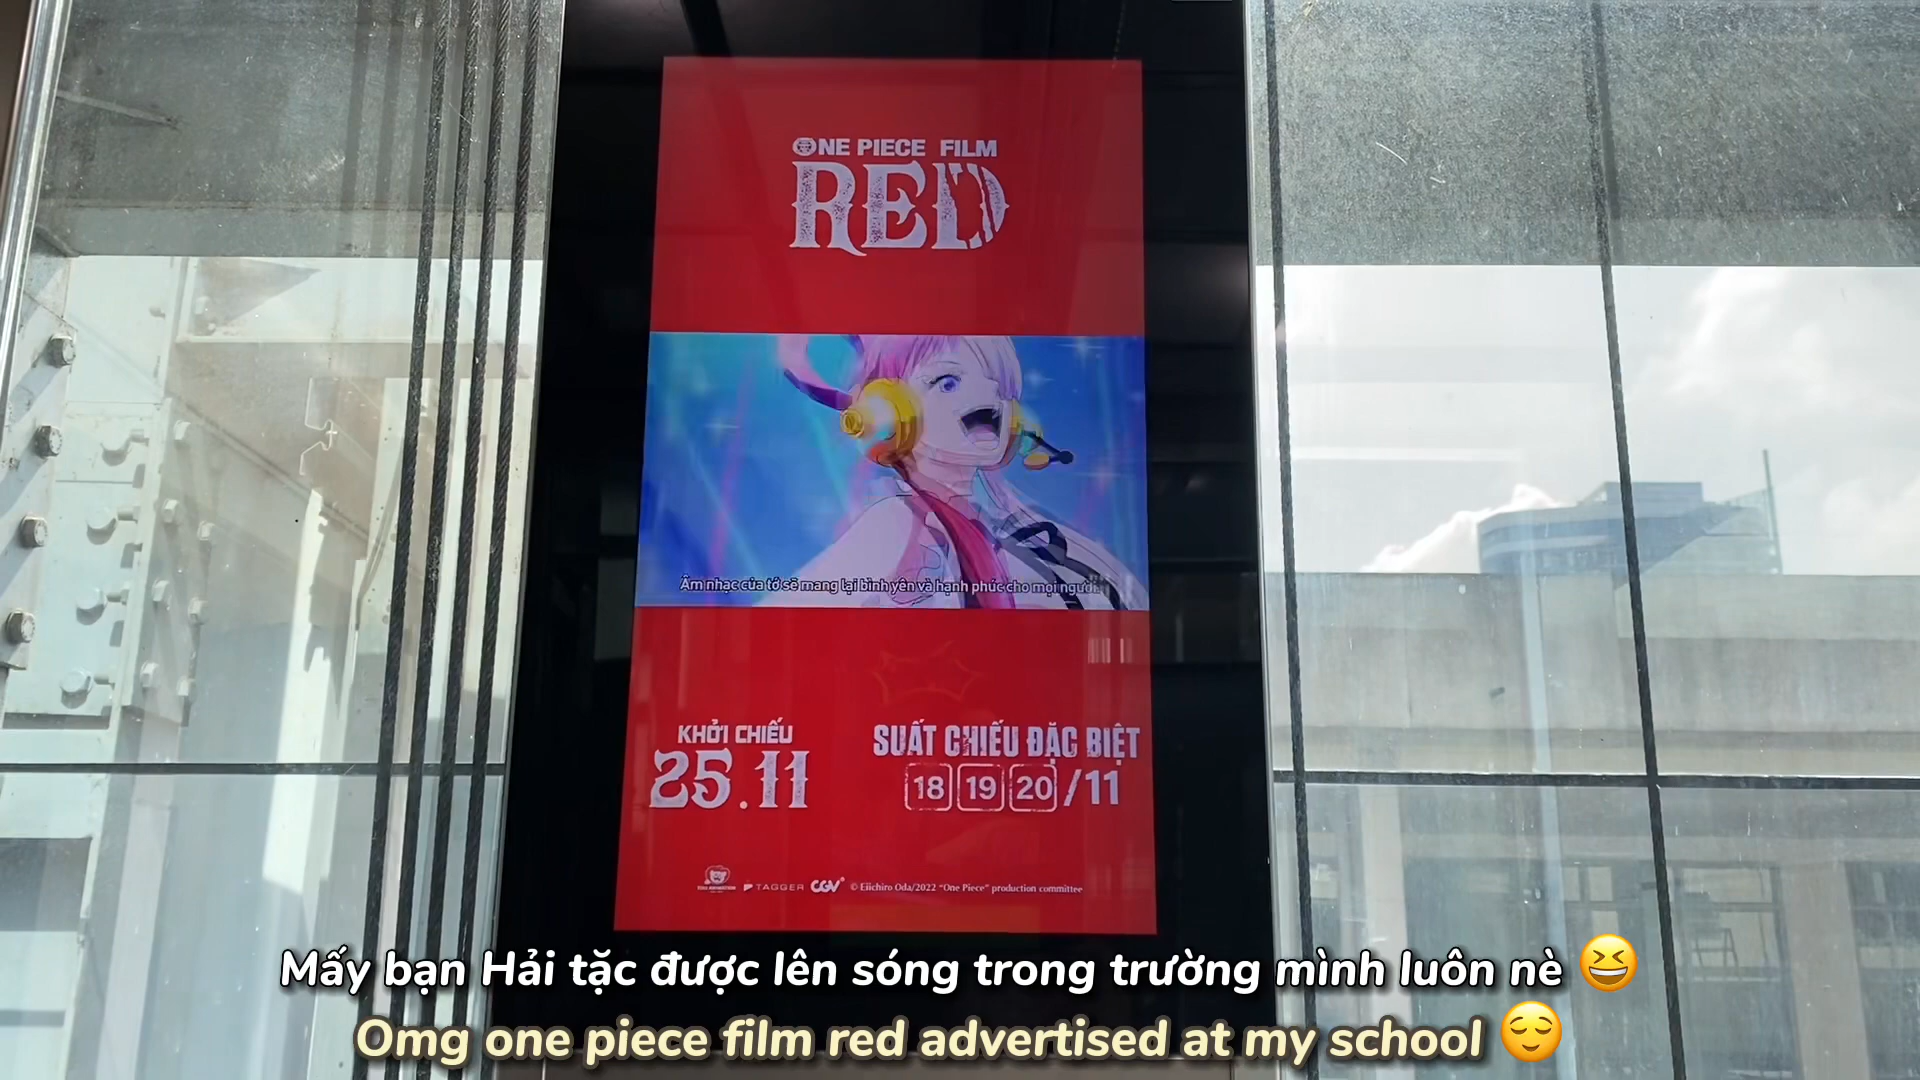 ONE PIECE FILM
RED
Âm nhạc của tớ sẽ mang lại bình yên và hạnh phúc cho mọi người.
KHỞI CHIẾU
25.11
SUẤT CHIẾU ĐẶC BIỆT
18 19 20/11
TOEI ANIMATION TAGGER CGV © Eiichiro Oda/2022 “One Piece” production committee
Mấy bạn Hải tặc được lên sóng trong trường mình luôn nè 😆
Omg one piece film red advertised at my school 😌